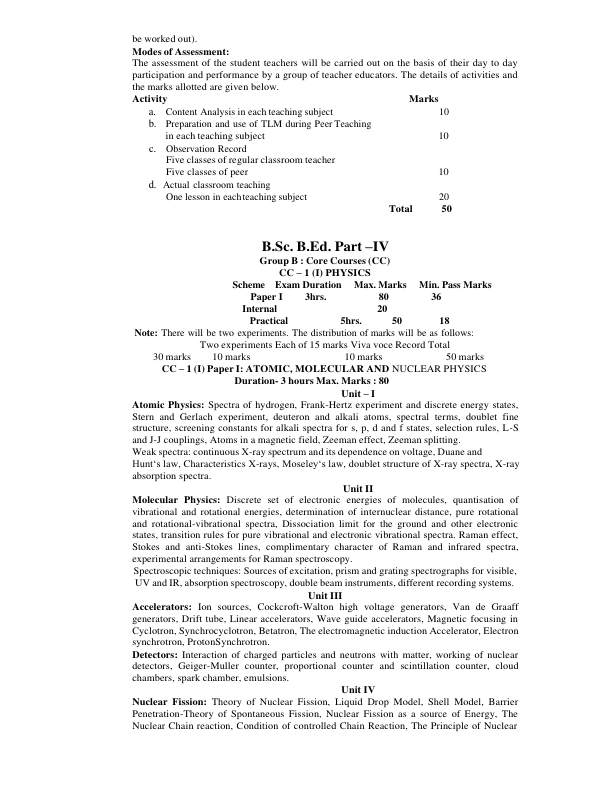 be worked out).
Modes of Assessment:
The assessment of the student teachers will be carried out on the basis of their day to day
participation and performance by a group of teacher educators. The details of activities and
the marks allotted are given below.
Activity Marks
a. Content Analysis in each teaching subject 10
b. Preparation and use of TLM during Peer Teaching
in each teaching subject 10
c. Observation Record
Five classes of regular classroom teacher
Five classes of peer 10
d. Actual classroom teaching
One lesson in eachteaching subject 20
Total 50
B.Sc. B.Ed. Part –IV
Group B : Core Courses (CC)
CC – 1 (I) PHYSICS
Scheme Exam Duration Max. Marks Min. Pass Marks
Paper I 3hrs. 80 36
Internal 20
Practical 5hrs. 50 18
Note: There will be two experiments. The distribution of marks will be as follows:
Two experiments Each of 15 marks Viva voce Record Total
30 marks 10 marks 10 marks 50 marks
CC – 1 (I) Paper I: ATOMIC, MOLECULAR AND NUCLEAR PHYSICS
Duration- 3 hours Max. Marks : 80
Unit – I
Atomic Physics: Spectra of hydrogen, Frank-Hertz experiment and discrete energy states,
Stern and Gerlach experiment, deuteron and alkali atoms, spectral terms, doublet fine
structure, screening constants for alkali spectra for s, p, d and f states, selection rules, L-S
and J-J couplings, Atoms in a magnetic field, Zeeman effect, Zeeman splitting.
Weak spectra: continuous X-ray spectrum and its dependence on voltage, Duane and
Hunt‘s law, Characteristics X-rays, Moseley‘s law, doublet structure of X-ray spectra, X-ray
absorption spectra.
Unit II
Molecular Physics: Discrete set of electronic energies of molecules, quantisation of
vibrational and rotational energies, determination of internuclear distance, pure rotational
and rotational-vibrational spectra, Dissociation limit for the ground and other electronic
states, transition rules for pure vibrational and electronic vibrational spectra. Raman effect,
Stokes and anti-Stokes lines, complimentary character of Raman and infrared spectra,
experimental arrangements for Raman spectroscopy.
Spectroscopic techniques: Sources of excitation, prism and grating spectrographs for visible,
UV and IR, absorption spectroscopy, double beam instruments, different recording systems.
Unit III
Accelerators: Ion sources, Cockcroft-Walton high voltage generators, Van de Graaff
generators, Drift tube, Linear accelerators, Wave guide accelerators, Magnetic focusing in
Cyclotron, Synchrocyclotron, Betatron, The electromagnetic induction Accelerator, Electron
synchrotron, ProtonSynchrotron.
Detectors: Interaction of charged particles and neutrons with matter, working of nuclear
detectors, Geiger-Muller counter, proportional counter and scintillation counter, cloud
chambers, spark chamber, emulsions.
Unit IV
Nuclear Fission: Theory of Nuclear Fission, Liquid Drop Model, Shell Model, Barrier
Penetration-Theory of Spontaneous Fission, Nuclear Fission as a source of Energy, The
Nuclear Chain reaction, Condition of controlled Chain Reaction, The Principle of Nuclear